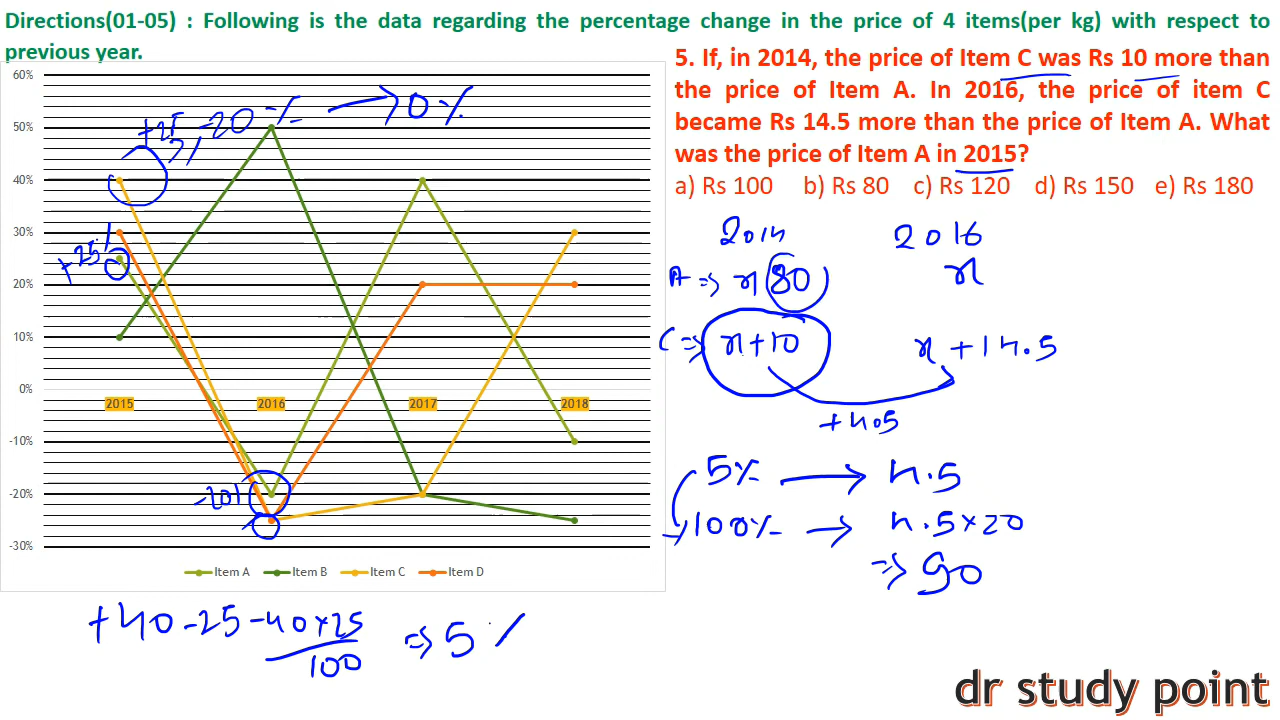 Directions(01-05) : Following is the data regarding the percentage change in the price of 4 items(per kg) with respect to
previous year.
5. If, in 2014, the price of Item C was Rs 10 more than
the price of Item A. In 2016, the price of item C
became Rs 14.5 more than the price of Item A. What
was the price of Item A in 2015?
a) Rs 100 b) Rs 80 c) Rs 120 d) Rs 150 e) Rs 180
60%
50%
40%
30%
20%
10%
0%
-10%
-20%
-30%
2015 2016 2017 2018
Item A Item B Item C Item D
-20% → 0%
+25%
2014 2016
A ⇒ x (80) x
C ⇒ x+10 x + 14.5
+4.5
5% → 4.5
100% → 4.5×20
⇒ 90
+40 -25 -40×25
100
⇒ 5 %
dr study point